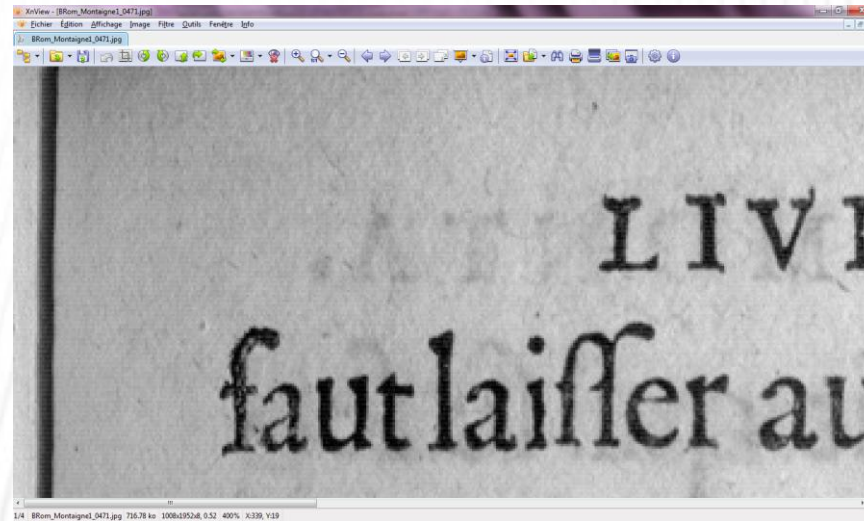 XnView - [BRom_Montaigne1_0471.jpg]
Fichier Édition Affichage Image Filtre Outils Fenêtre Info
BRom_Montaigne1_0471.jpg
LIV
faut laiſſer au
1/4 BRom_Montaigne1_0471.jpg 716.78 ko 1008x1952x8, 0.52 400% X:339, Y:19